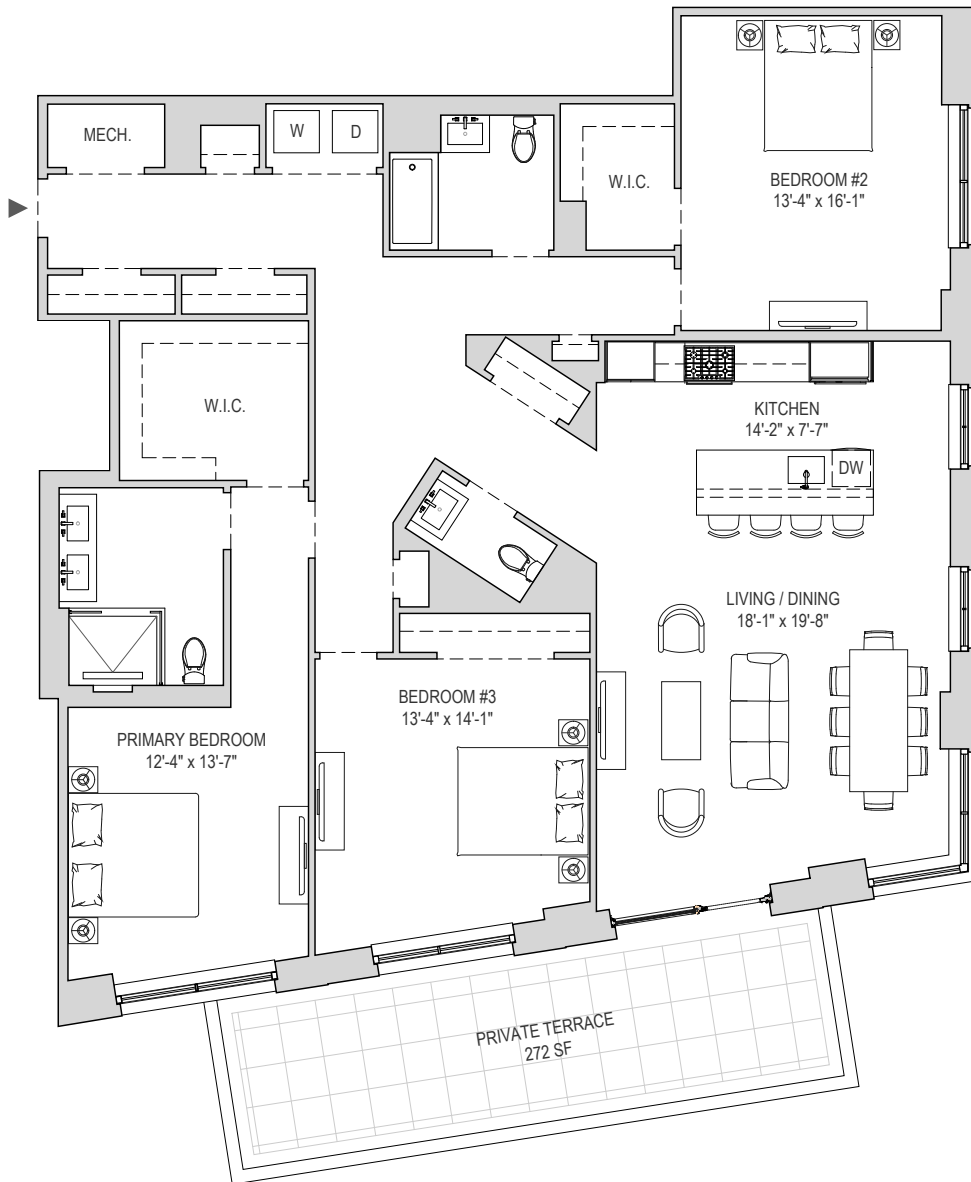 MECH.
W
D
W.I.C.
BEDROOM #2
13'-4" x 16'-1"
W.I.C.
KITCHEN
14'-2" x 7'-7"
DW
LIVING / DINING
18'-1" x 19'-8"
BEDROOM #3
13'-4" x 14'-1"
PRIMARY BEDROOM
12'-4" x 13'-7"
PRIVATE TERRACE
272 SF